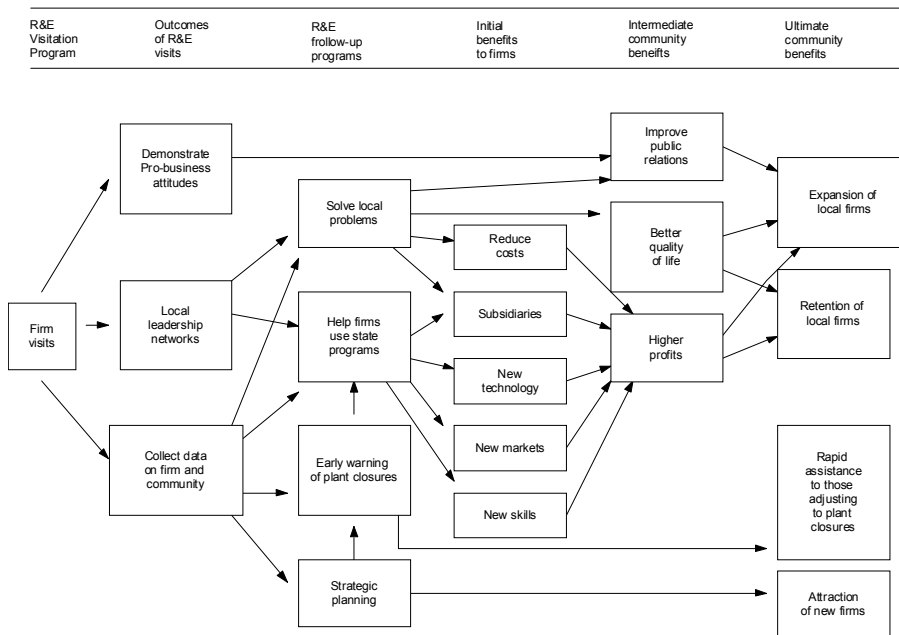 R&E
Visitation
Program
Outcomes
of R&E
visits
R&E
frollow-up
programs
Initial
benefits
to firms
Intermediate
community
beneifts
Ultimate
community
benefits
Firm
visits
Demonstrate
Pro-business
attitudes
Local
leadership
networks
Collect data
on firm and
community
Solve local
problems
Help firms
use state
programs
Early warning
of plant closures
Strategic
planning
Reduce
costs
Subsidiaries
New
technology
New markets
New skills
Improve
public
relations
Better
quality
of life
Higher
profits
Expansion of
local firms
Retention of
local firms
Rapid
assistance
to those
adjusting
to plant
closures
Attraction
of new firms